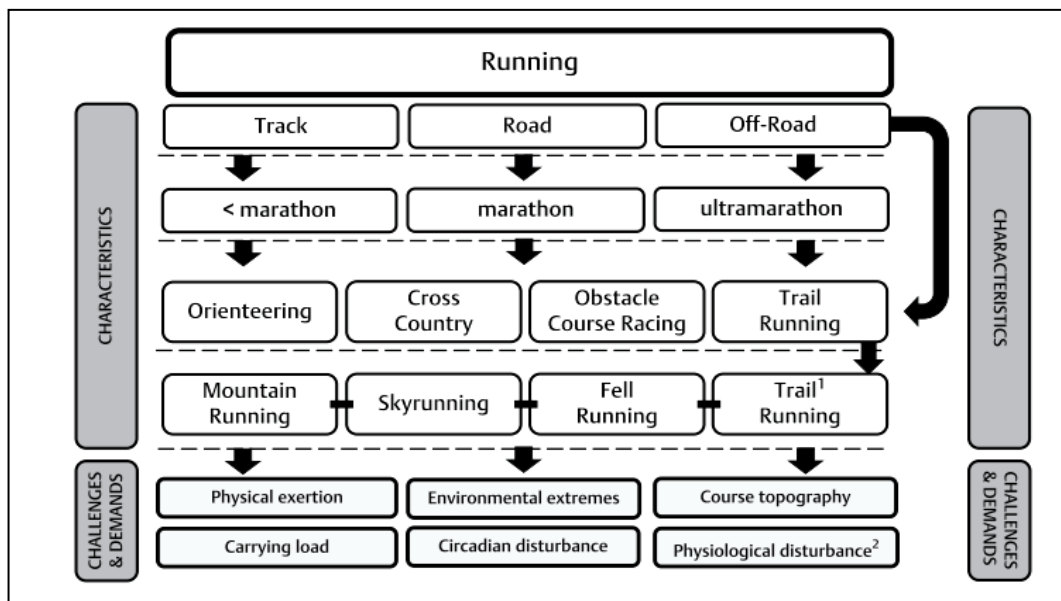 Running
Track
Road
Off-Road
< marathon
marathon
ultramarathon
CHARACTERISTICS
CHARACTERISTICS
Orienteering
Cross
Country
Obstacle
Course Racing
Trail
Running
Mountain
Running
Skyrunning
Fell
Running
Trail¹
Running
CHALLENGES
& DEMANDS
Physical exertion
Environmental extremes
Course topography
Carrying load
Circadian disturbance
Physiological disturbance²
CHALLENGES
& DEMANDS